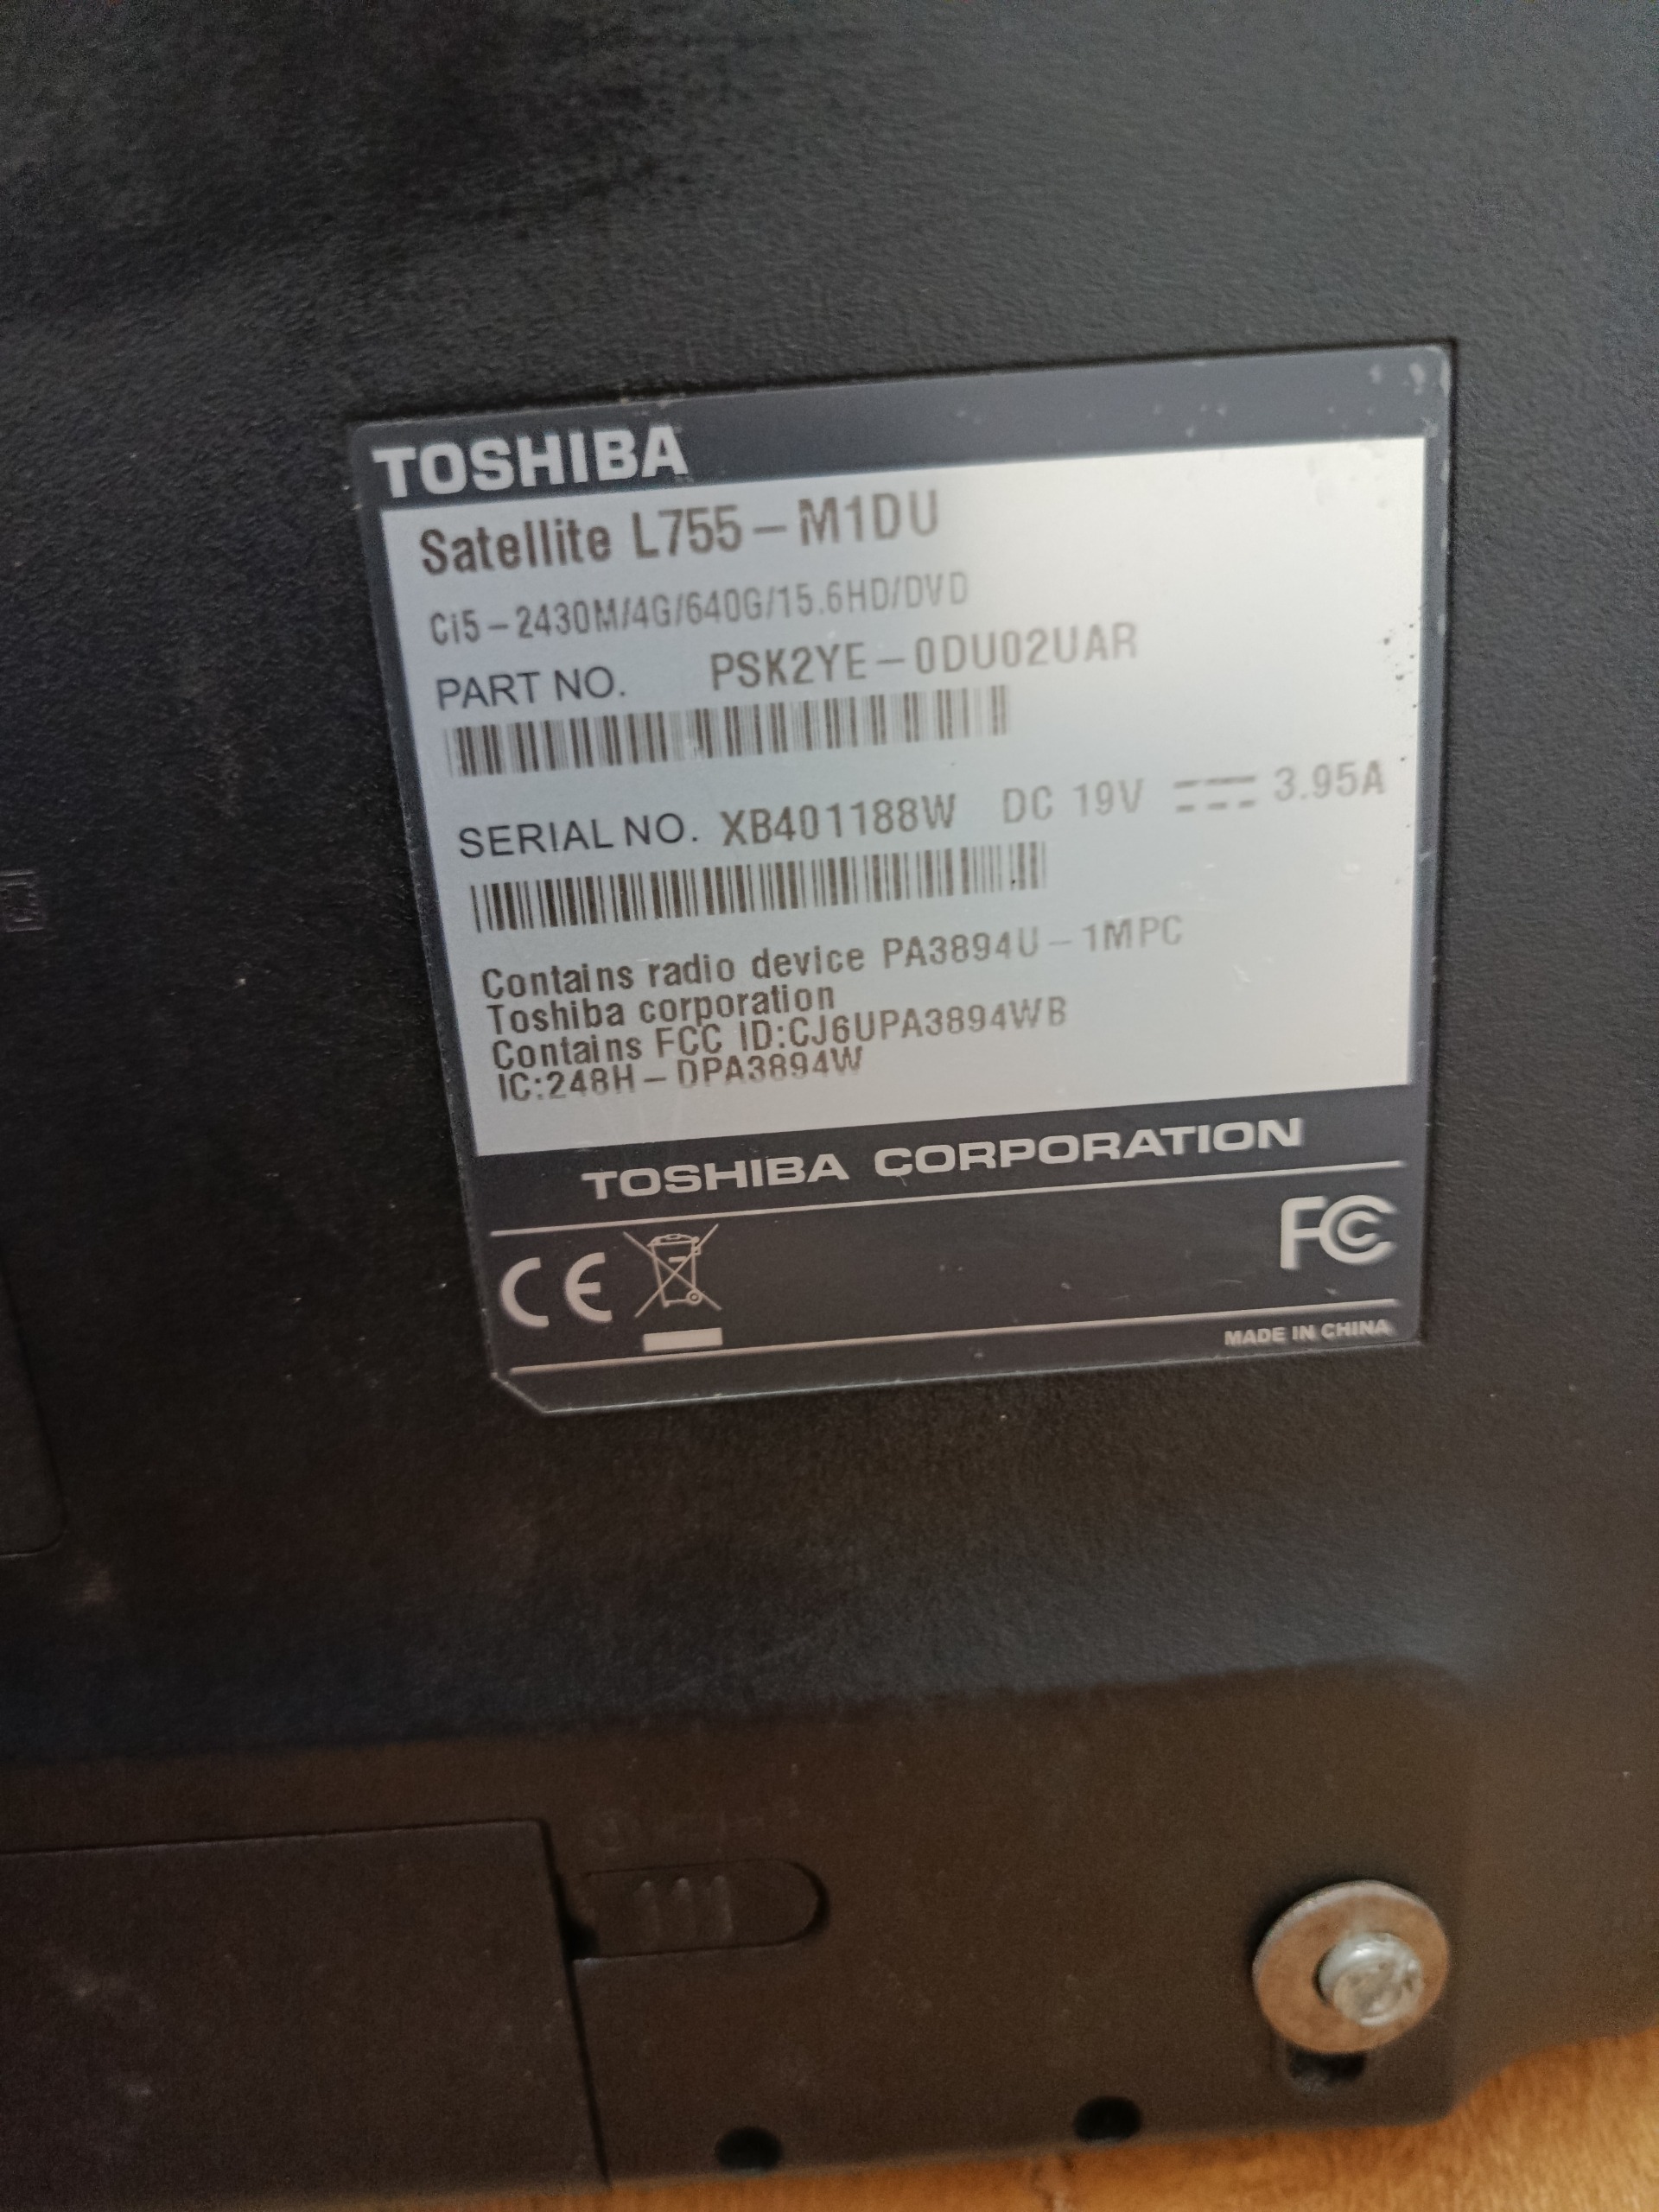 TOSHIBA
Satellite L755-M1DU
Ci5-2430M/4G/640G/15.6HD/DVD
PART NO. PSK2YE-0DU02UAR
SERIAL NO. XB401188W DC 19V ⎓ 3.95A
Contains radio device PA3894U-1MPC
Toshiba corporation
Contains FCC ID:CJ6UPA3894WB
IC:248H-DPA3894W
TOSHIBA CORPORATION
CE FC
MADE IN CHINA